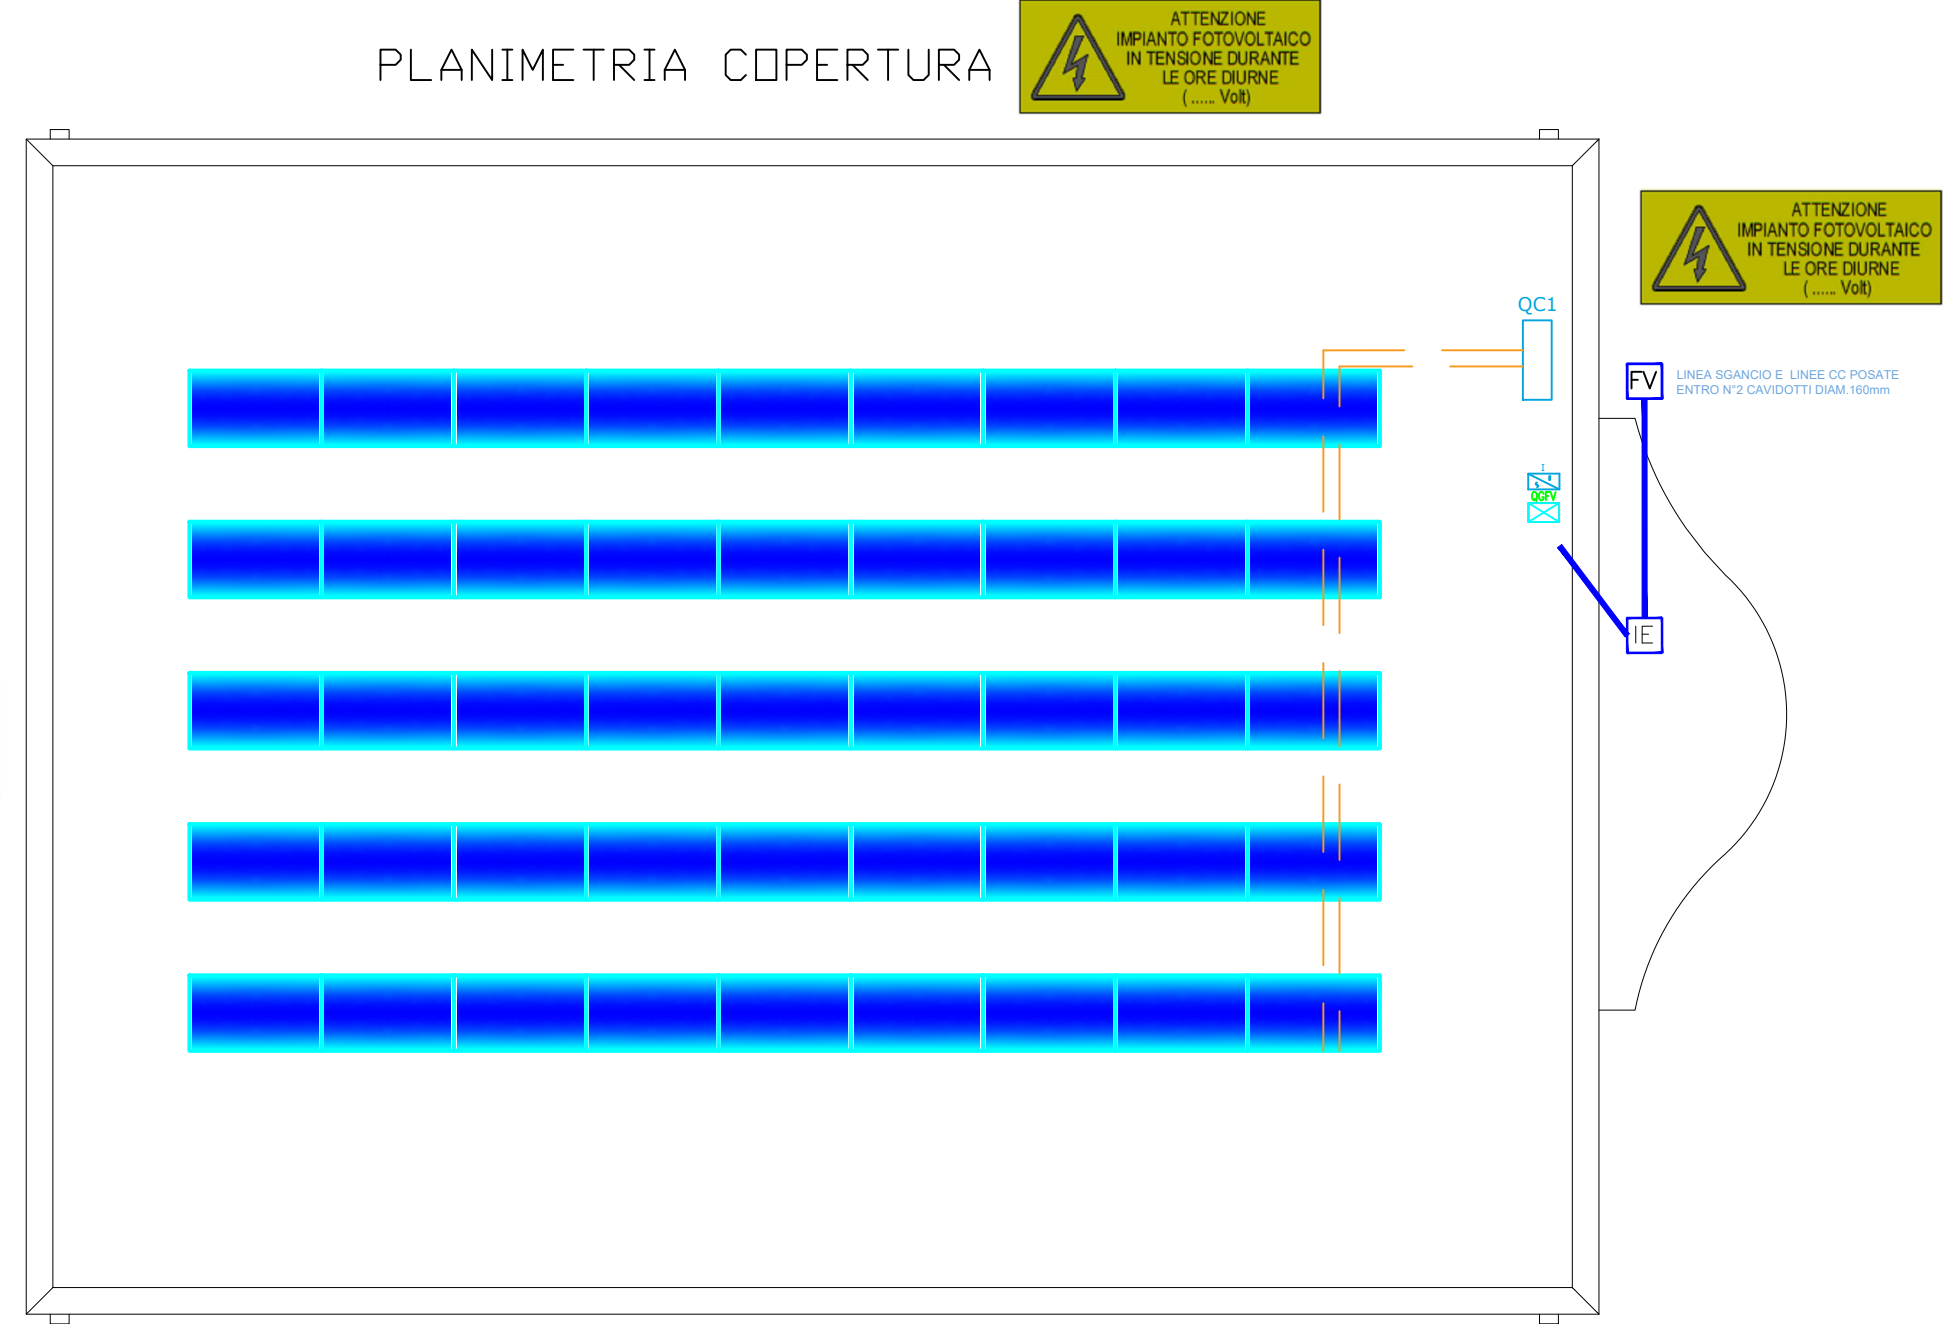 PLANIMETRIA COPERTURA
ATTENZIONE
IMPIANTO FOTOVOLTAICO
IN TENSIONE DURANTE
LE ORE DIURNE
( ...... Volt)
ATTENZIONE
IMPIANTO FOTOVOLTAICO
IN TENSIONE DURANTE
LE ORE DIURNE
( ...... Volt)
QC1
FV
LINEA SGANCIO E LINEE CC POSATE
ENTRO N°2 CAVIDOTTI DIAM.160mm
I
QGFV
IE